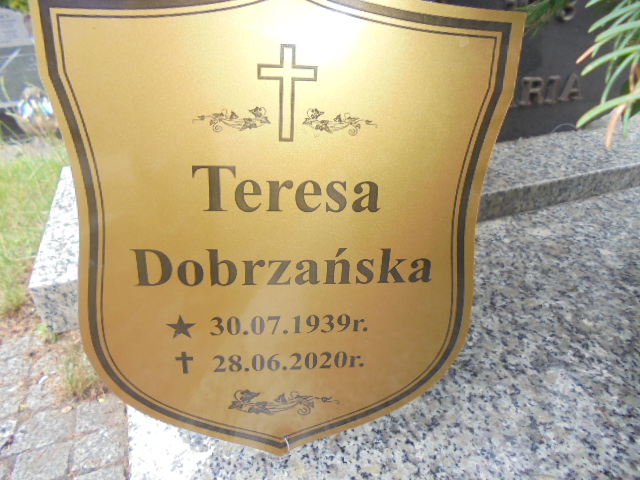 Teresa
Dobrzańska
★ 30.07.1939r.
✝ 28.06.2020r.